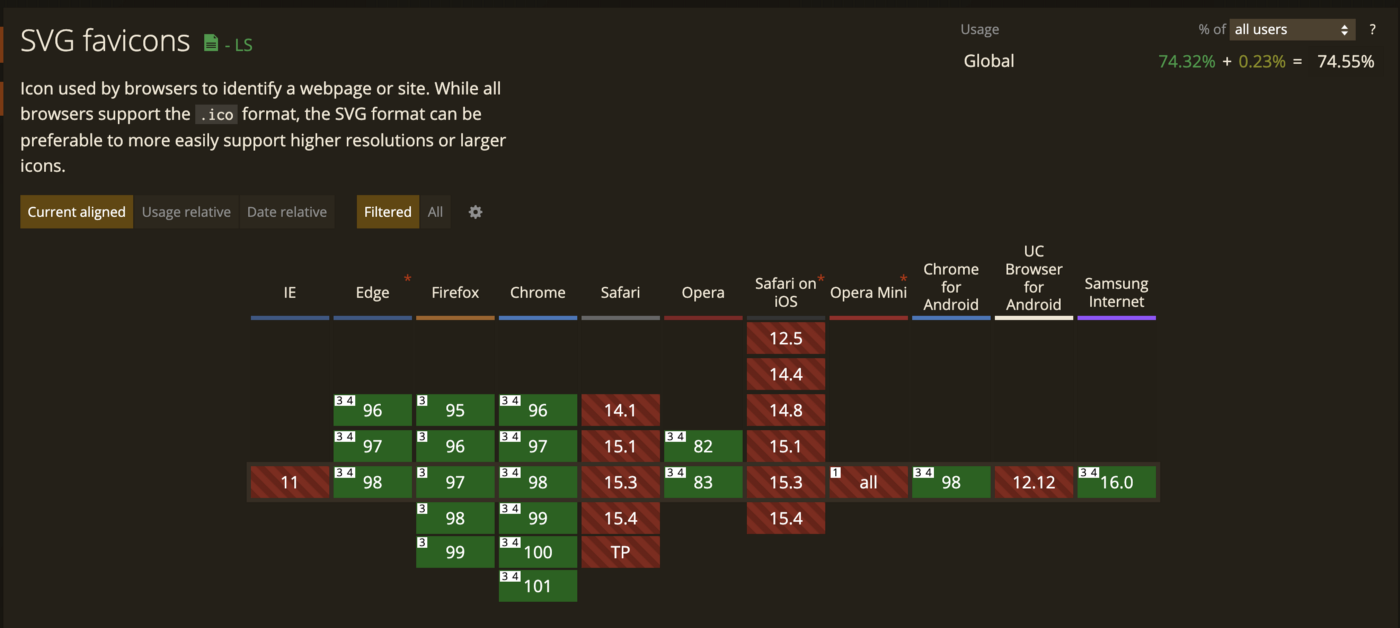 SVG favicons - LS
Usage % of all users ?
Global 74.32% + 0.23% = 74.55%
Icon used by browsers to identify a webpage or site. While all
browsers support the .ico format, the SVG format can be
preferable to more easily support higher resolutions or larger
icons.
Current aligned Usage relative Date relative Filtered All
IE Edge * Firefox Chrome Safari Opera Safari on iOS * Opera Mini * Chrome for Android UC Browser for Android Samsung Internet
12.5
14.4
3 4 96 3 95 3 4 96 14.1 14.8
3 4 97 3 96 3 4 97 15.1 3 4 82 15.1
11 3 4 98 3 97 3 4 98 15.3 3 4 83 15.3 1 all 3 4 98 12.12 3 4 16.0
3 98 3 4 99 15.4 15.4
3 99 3 4 100 TP
3 4 101